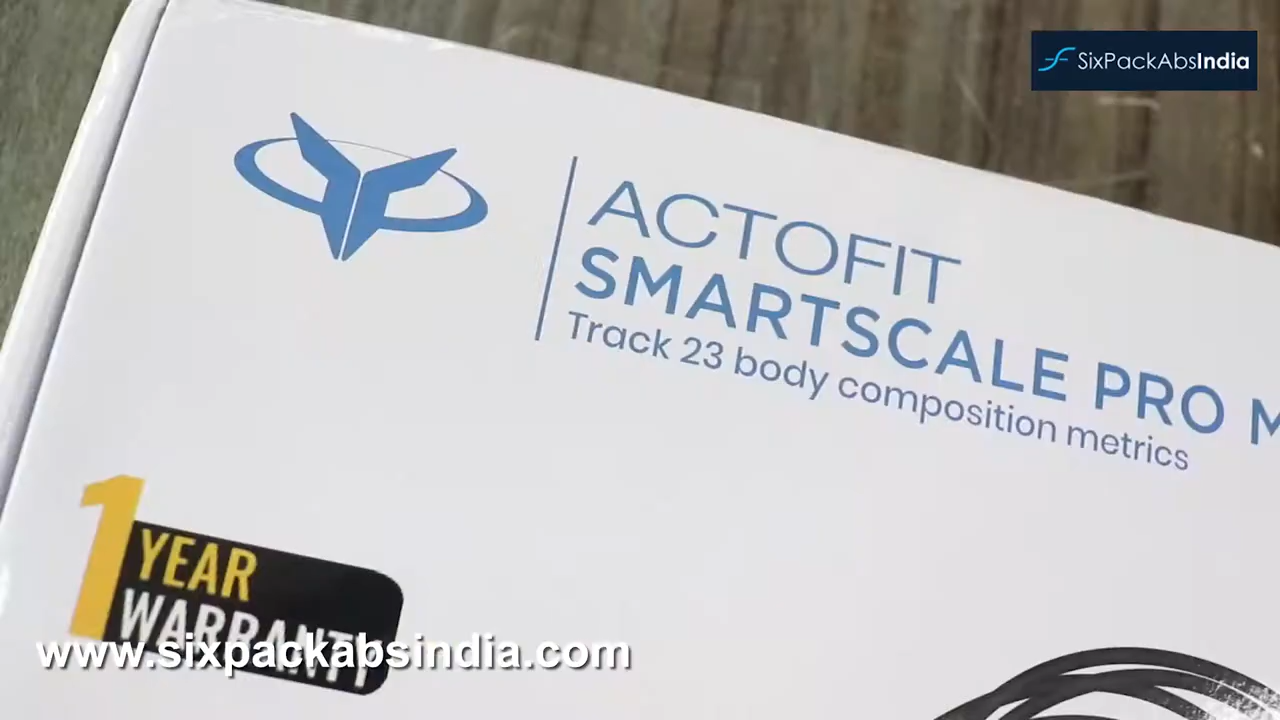 SixPackAbsIndia
ACTOFIT
SMARTSCALE PRO M
Track 23 body composition metrics
1 YEAR
WARRANTY
www.sixpackabsindia.com